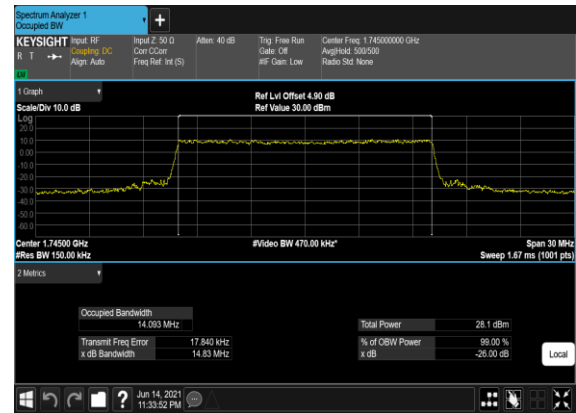 Spectrum Analyzer 1
Occupied BW
+
KEYSIGHT Input: RF Input Z: 50 Ω Atten: 40 dB Trig: Free Run Center Freq: 1.745000000 GHz
R T Coupling: DC Corr CCorr Gate: Off Avg|Hold: 500/500
Align: Auto Freq Ref: Int (S) #IF Gain: Low Radio Std: None
1 Graph
Ref Lvl Offset 4.90 dB
Scale/Div 10.0 dB Ref Value 30.00 dBm
Log
20.0
10.0
0.00
-10.0
-20.0
-30.0
-40.0
-50.0
-60.0
Center 1.74500 GHz #Video BW 470.00 kHz* Span 30 MHz
#Res BW 150.00 kHz Sweep 1.67 ms (1001 pts)
2 Metrics
Occupied Bandwidth
14.093 MHz Total Power 28.1 dBm
Transmit Freq Error 17.840 kHz % of OBW Power 99.00 %
x dB Bandwidth 14.83 MHz x dB -26.00 dB
Local
?
Jun 14, 2021
11:33:52 PM